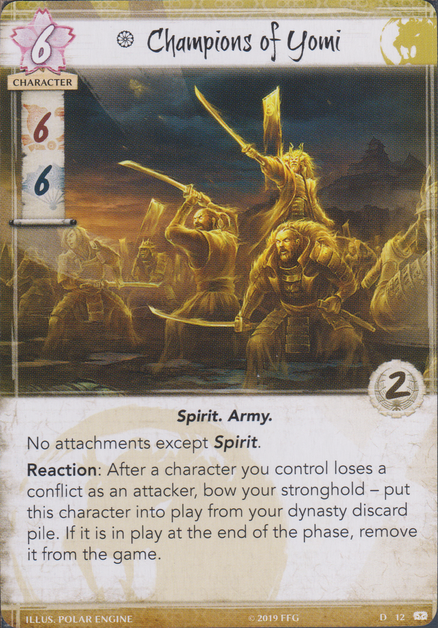 6
Champions of Yomi
CHARACTER
6
6
2
Spirit. Army.
No attachments except Spirit.
Reaction: After a character you control loses a
conflict as an attacker, bow your stronghold – put
this character into play from your dynasty discard
pile. If it is in play at the end of the phase, remove
it from the game.
ILLUS. POLAR ENGINE © 2019 FFG D 12